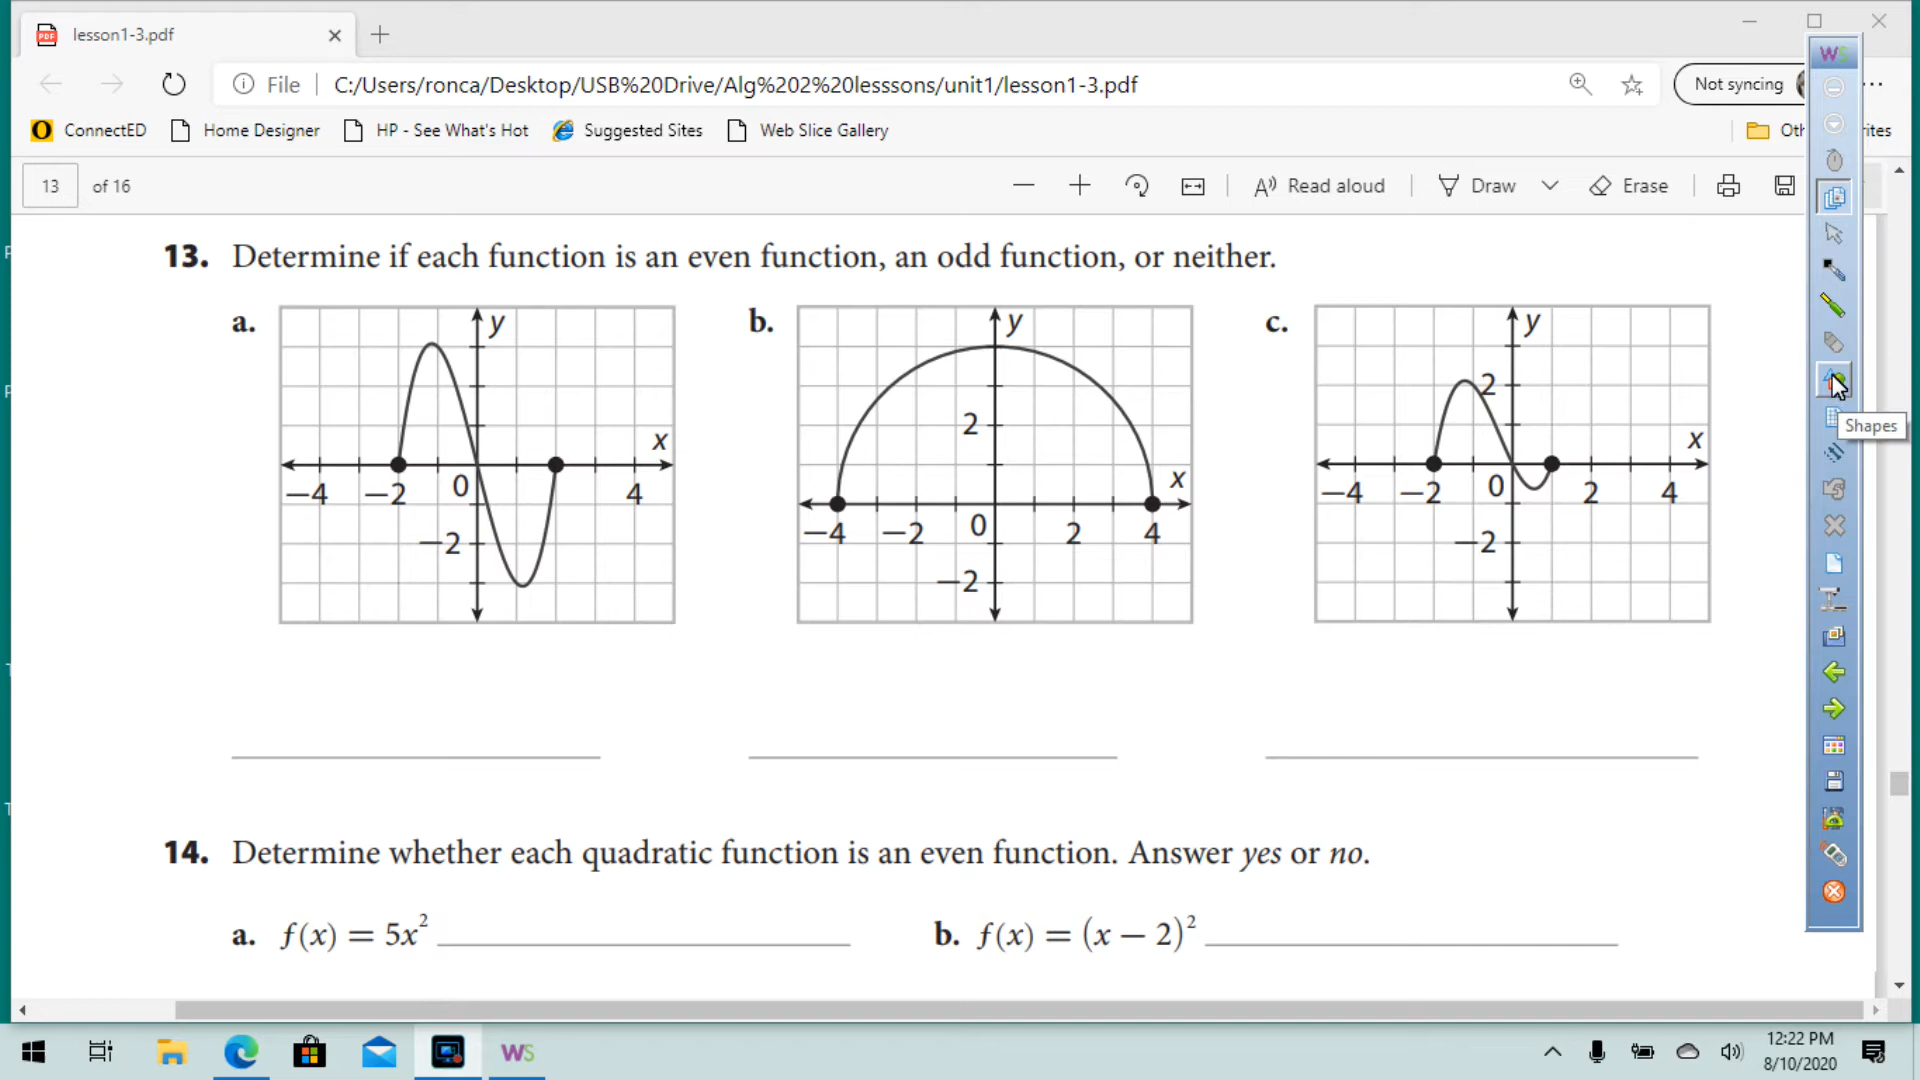 lesson1-3.pdf
File
C:/Users/ronca/Desktop/USB%20Drive/Alg%202%20lesssons/unit1/lesson1-3.pdf
Not syncing
ConnectED
Home Designer
HP - See What's Hot
Suggested Sites
Web Slice Gallery
WS
13 of 16
Read aloud
Draw
Erase
13. Determine if each function is an even function, an odd function, or neither.
a.
y
x
−4 −2 0 4
−2
b.
y
2
x
−4 −2 0 2 4
−2
c.
y
2
x
−4 −2 0 2 4
−2
Shapes
14. Determine whether each quadratic function is an even function. Answer yes or no.
a. f(x) = 5x²
b. f(x) = (x − 2)²
WS
12:22 PM
8/10/2020